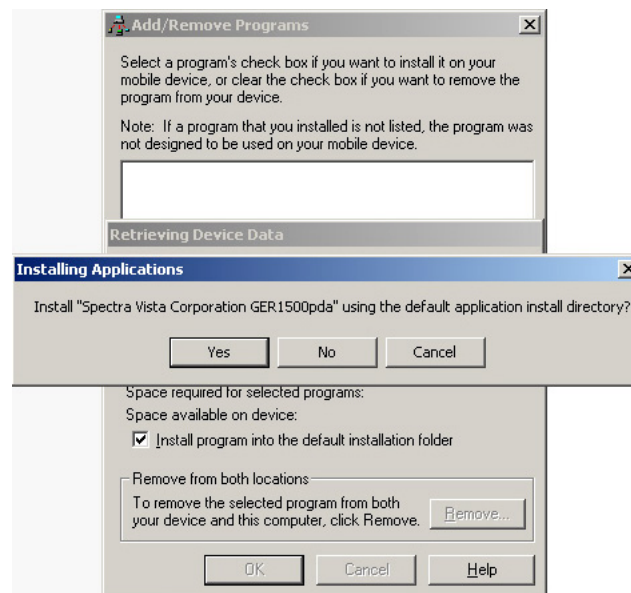 Add/Remove Programs
Select a program's check box if you want to install it on your
mobile device, or clear the check box if you want to remove the
program from your device.
Note: If a program that you installed is not listed, the program was
not designed to be used on your mobile device.
Retrieving Device Data
Installing Applications
Install "Spectra Vista Corporation GER1500pda" using the default application install directory?
Yes No Cancel
Space required for selected programs:
Space available on device:
Install program into the default installation folder
Remove from both locations
To remove the selected program from both
your device and this computer, click Remove.
Remove...
OK Cancel Help